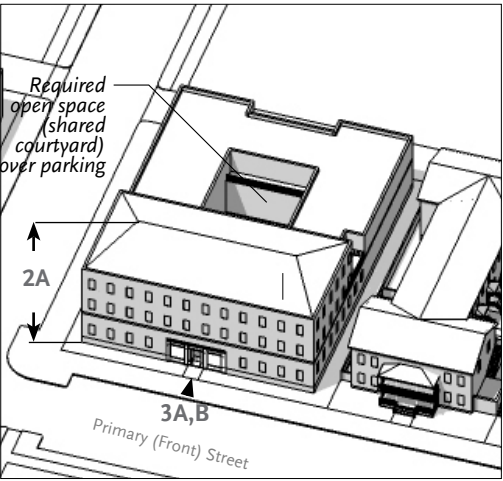 Required
open space
(shared
courtyard)
over parking
2A
3A,B
Primary (Front) Street